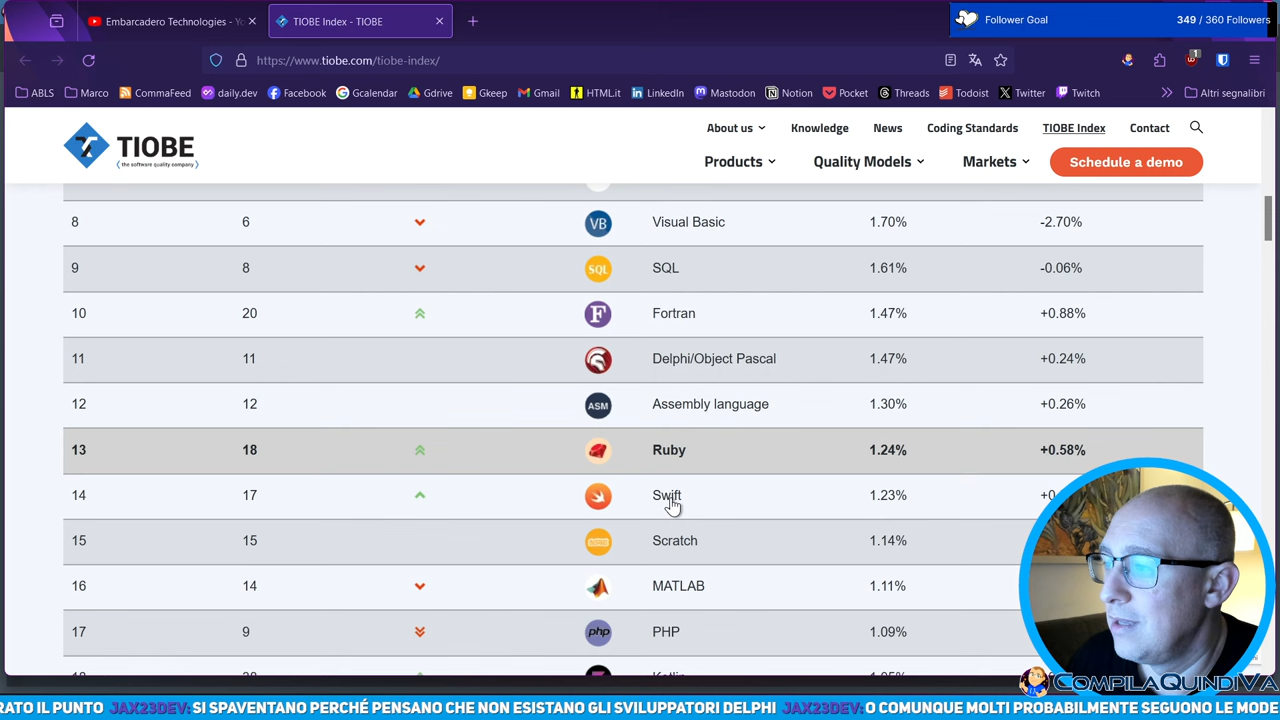 Embarcadero Technologies - Yo
TIOBE Index - TIOBE
Follower Goal
349 / 360 Followers
https://www.tiobe.com/tiobe-index/
1
ABLS
Marco
CommaFeed
daily.dev
Facebook
Gcalendar
Gdrive
Gkeep
Gmail
HTML.it
LinkedIn
Mastodon
Notion
Pocket
Threads
Todoist
Twitter
Twitch
Altri segnalibri
TIOBE
(the software quality company)
About us
Knowledge
News
Coding Standards
TIOBE Index
Contact
Products
Quality Models
Markets
Schedule a demo
8 6 VB Visual Basic 1.70% -2.70%
9 8 SQL SQL 1.61% -0.06%
10 20 F Fortran 1.47% +0.88%
11 11 Delphi/Object Pascal 1.47% +0.24%
12 12 ASM Assembly language 1.30% +0.26%
13 18 Ruby 1.24% +0.58%
14 17 Swift 1.23% +0
15 15 Scratch 1.14%
16 14 MATLAB 1.11%
17 9 php PHP 1.09%
COMPILAQUINDIVA
RATO IL PUNTO JAX23DEV: SI SPAVENTANO PERCHÉ PENSANO CHE NON ESISTANO GLI SVILUPPATORI DELPHI JAX23DEV: O COMUNQUE MOLTI PROBABILMENTE SEGUONO LE MODE